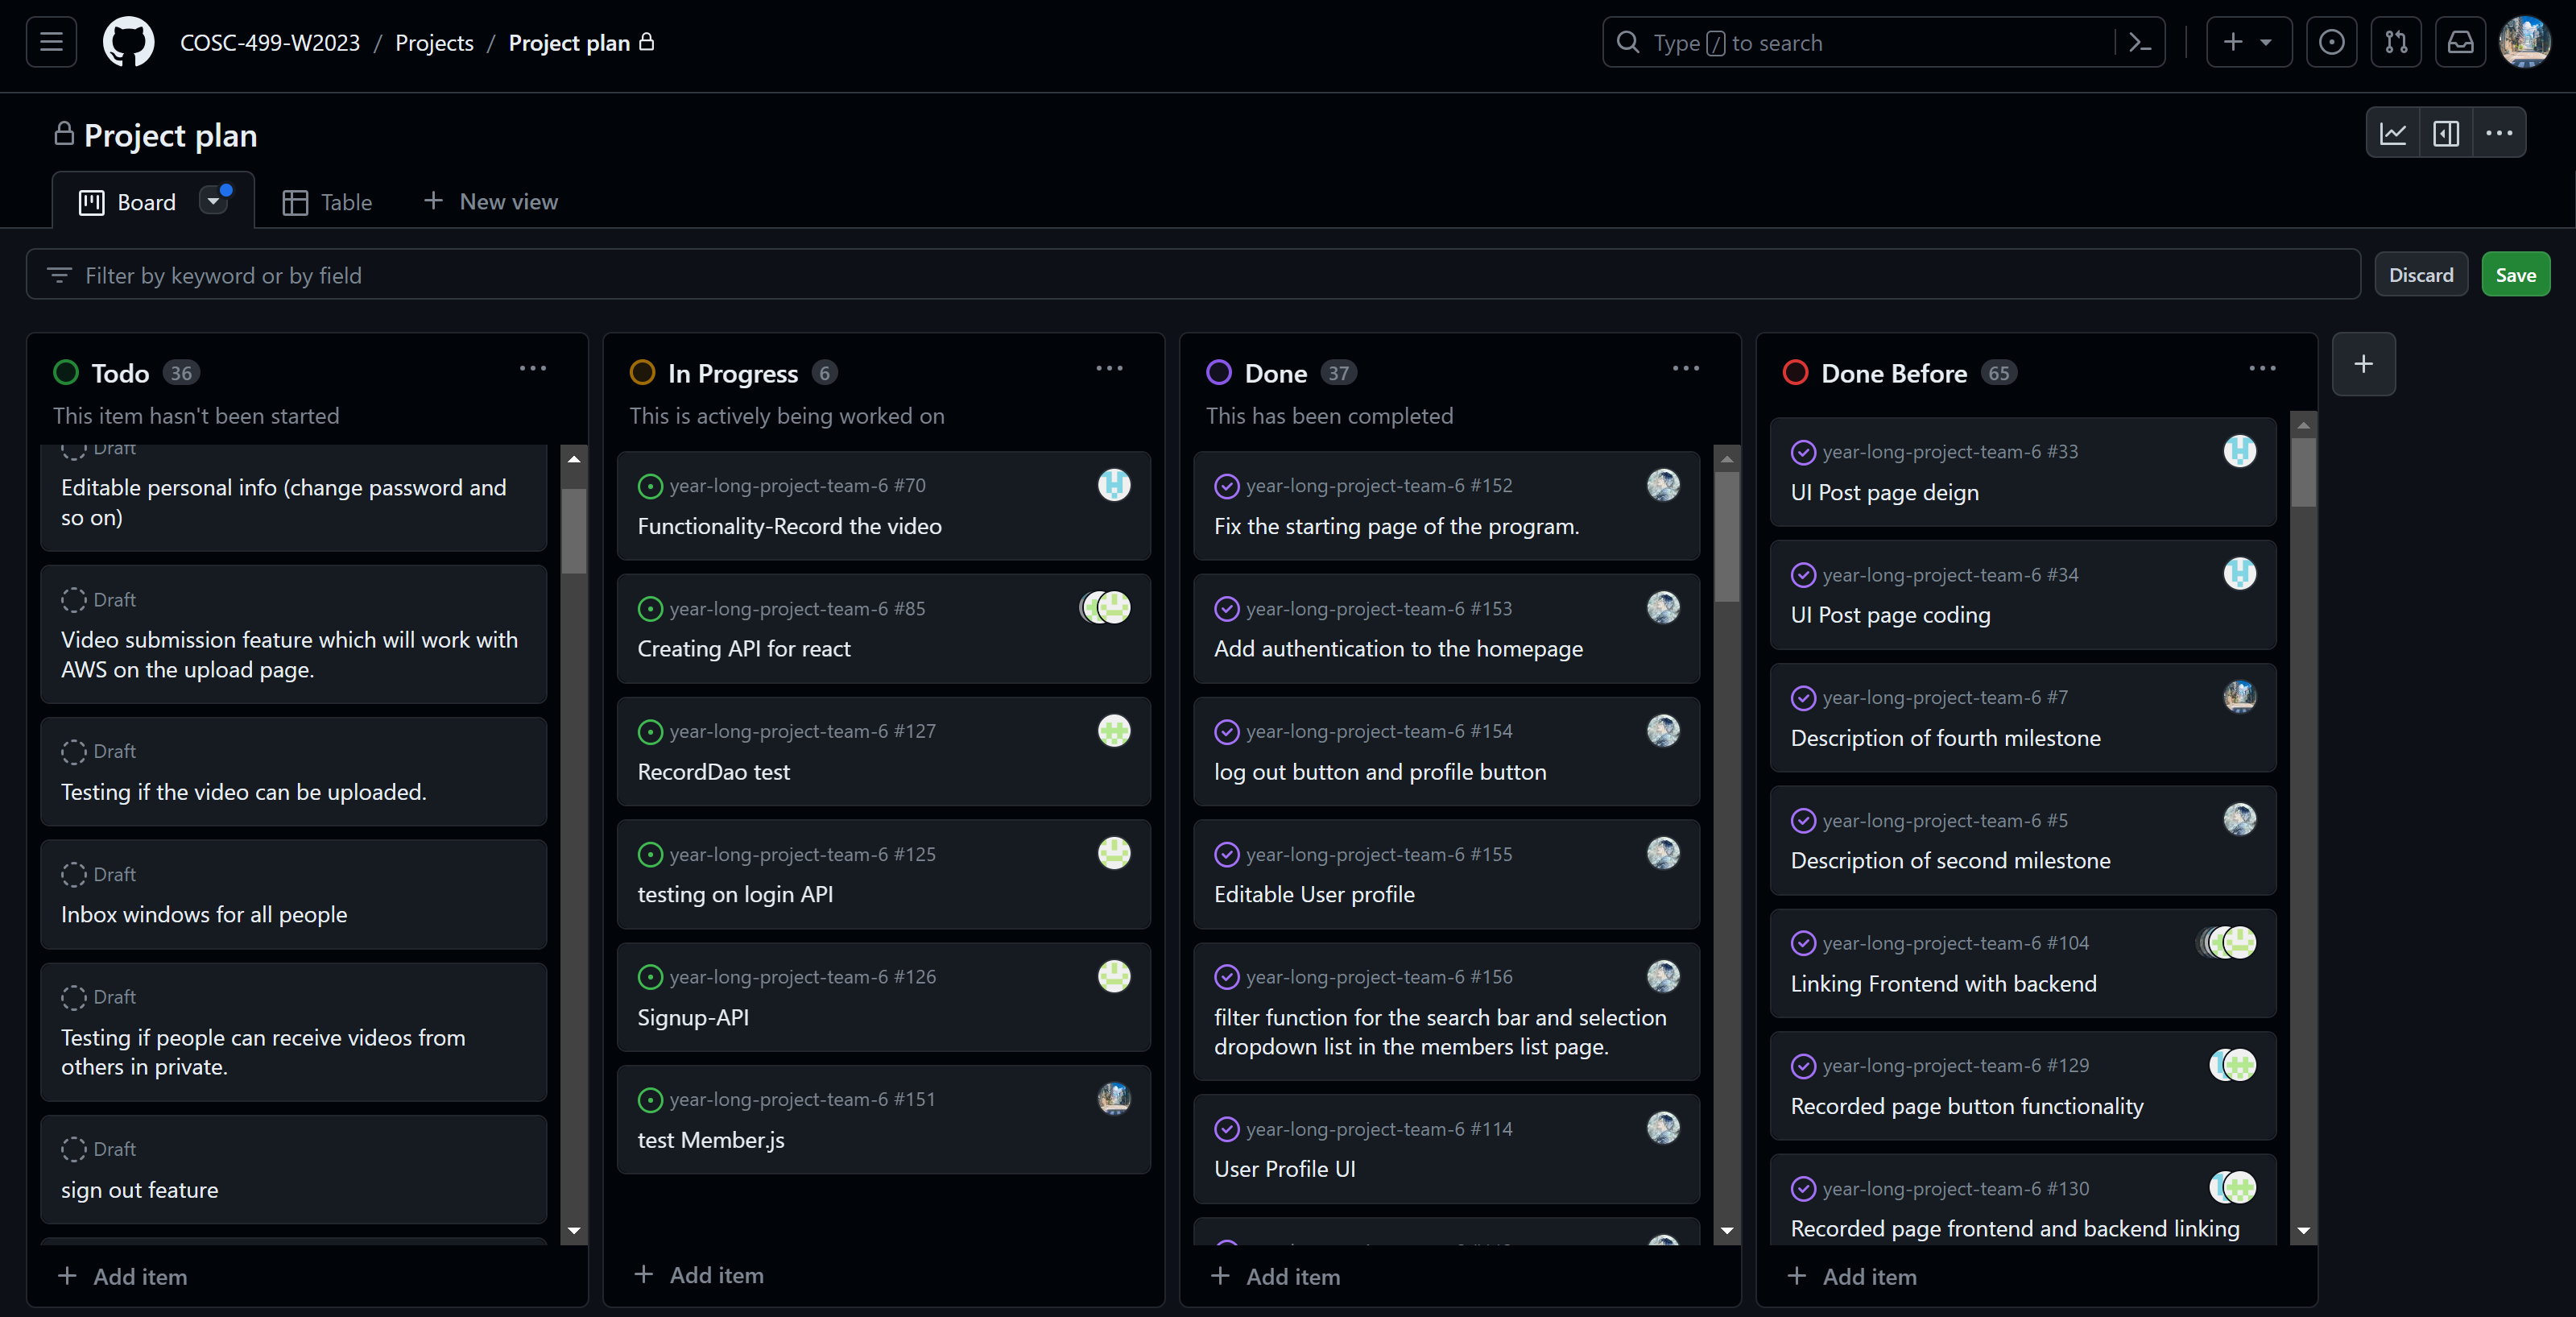 COSC-499-W2023 / Projects / Project plan
Type / to search
Project plan
Board
Table
New view
Filter by keyword or by field
Discard
Save
Todo 36
This item hasn't been started
Draft
Editable personal info (change password and
so on)
Draft
Video submission feature which will work with
AWS on the upload page.
Draft
Testing if the video can be uploaded.
Draft
Inbox windows for all people
Draft
Testing if people can receive videos from
others in private.
Draft
sign out feature
Add item
In Progress 6
This is actively being worked on
year-long-project-team-6 #70
Functionality-Record the video
year-long-project-team-6 #85
Creating API for react
year-long-project-team-6 #127
RecordDao test
year-long-project-team-6 #125
testing on login API
year-long-project-team-6 #126
Signup-API
year-long-project-team-6 #151
test Member.js
Add item
Done 37
This has been completed
year-long-project-team-6 #152
Fix the starting page of the program.
year-long-project-team-6 #153
Add authentication to the homepage
year-long-project-team-6 #154
log out button and profile button
year-long-project-team-6 #155
Editable User profile
year-long-project-team-6 #156
filter function for the search bar and selection
dropdown list in the members list page.
year-long-project-team-6 #114
User Profile UI
Add item
Done Before 65
year-long-project-team-6 #33
UI Post page deign
year-long-project-team-6 #34
UI Post page coding
year-long-project-team-6 #7
Description of fourth milestone
year-long-project-team-6 #5
Description of second milestone
year-long-project-team-6 #104
Linking Frontend with backend
year-long-project-team-6 #129
Recorded page button functionality
year-long-project-team-6 #130
Recorded page frontend and backend linking
Add item